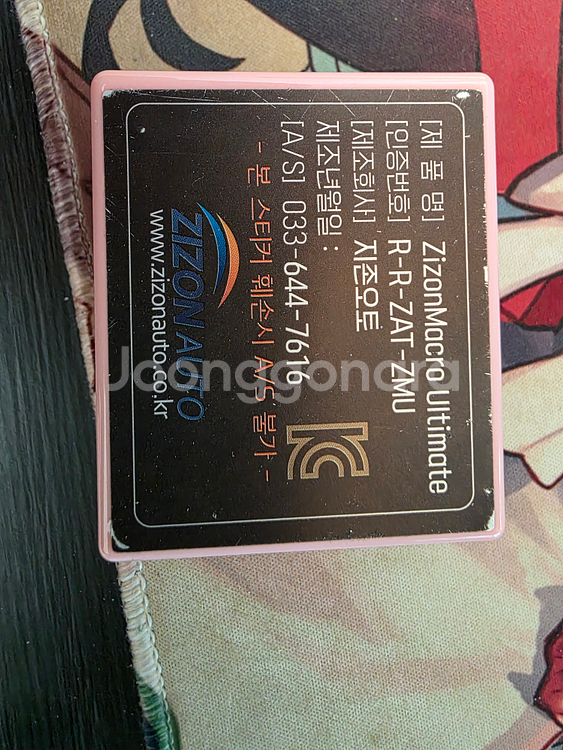 [제 품 명] ZizonMacro Ultimate
[인증번호] R-R-ZAT-ZMU
[제조회사] 지존오토
제조년월일 :
[A/S] 033-644-7616
- 본 스티커 훼손시 A/S 불가 -
ZIZON AUTO
www.zizonauto.co.kr
Joonggonara